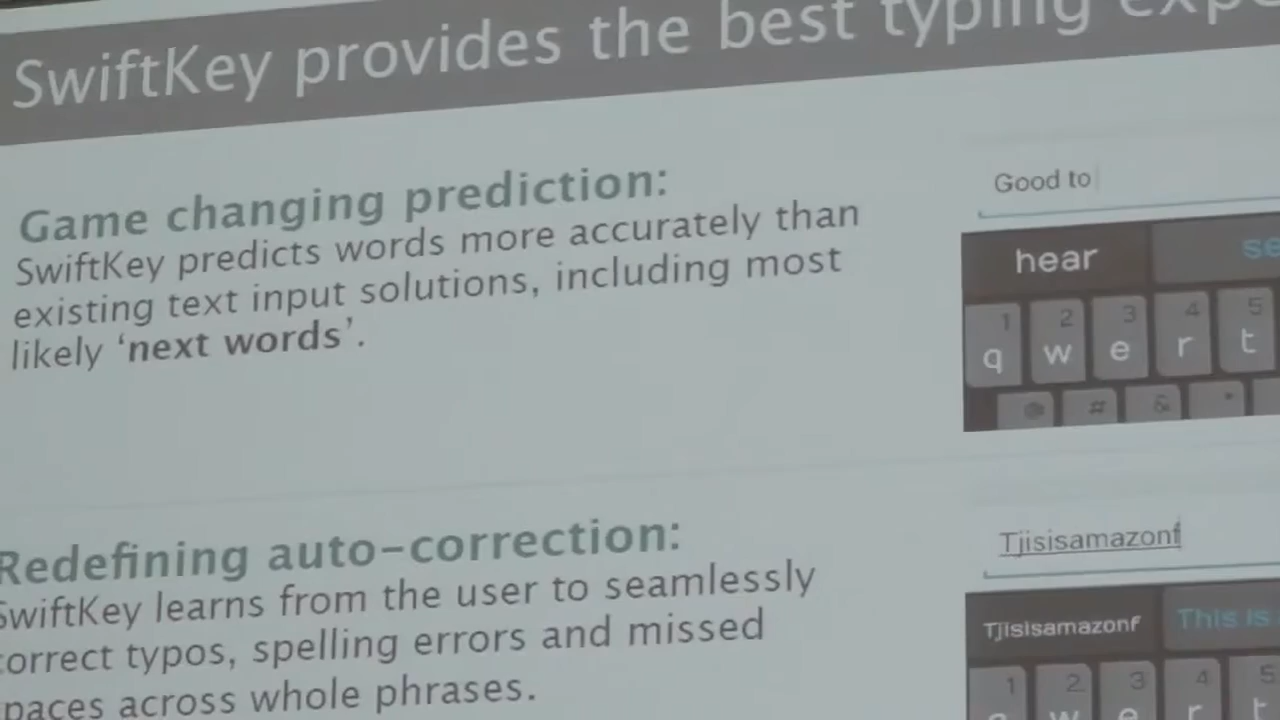 SwiftKey provides the best typing
Game changing prediction:
SwiftKey predicts words more accurately than
existing text input solutions, including most
likely ‘next words’.
Good to
hear se
1 2 3 4 5
q w e r t
@ # & *
Redefining auto-correction:
SwiftKey learns from the user to seamlessly
correct typos, spelling errors and missed
spaces across whole phrases.
Tjisisamazonf
Tjisisamazonf This is
1 2 3 4 5
q w e r t